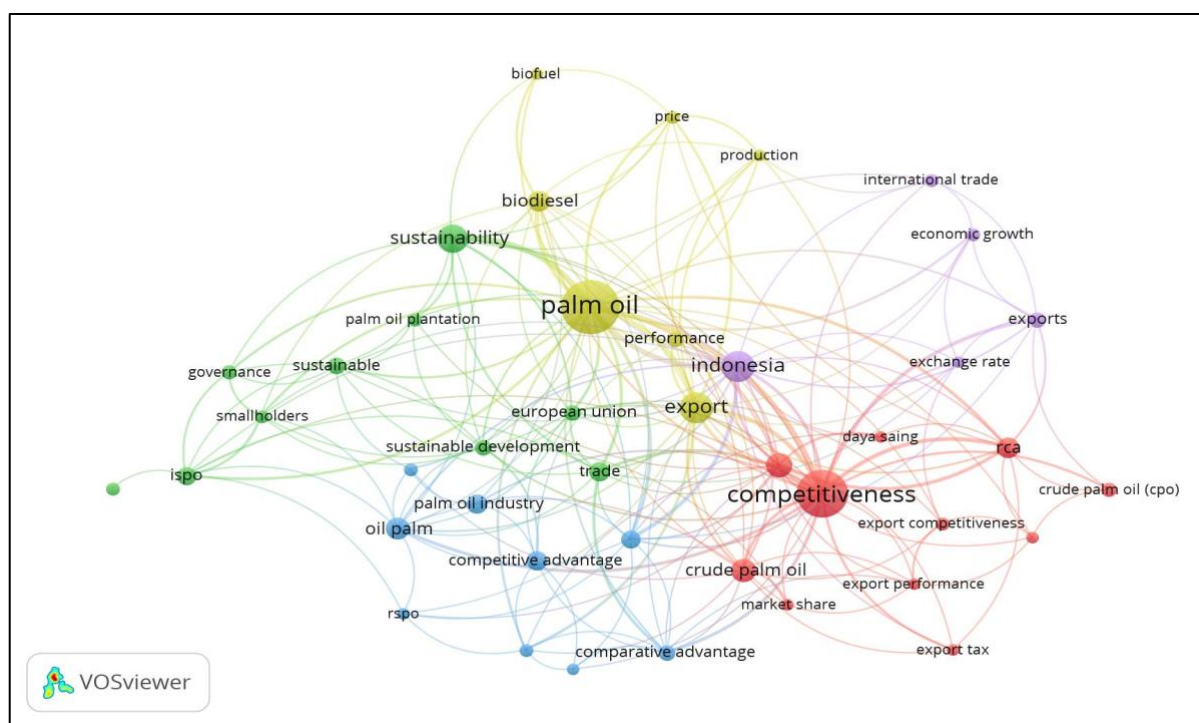 biofuel
price
production
international trade
biodiesel
economic growth
sustainability
palm oil
palm oil plantation
exports
performance
indonesia
exchange rate
governance
sustainable
smallholders
european union
export
daya saing
sustainable development
rca
ispo
trade
competitiveness
crude palm oil (cpo)
palm oil industry
oil palm
export competitiveness
competitive advantage
crude palm oil
export performance
market share
rspo
comparative advantage
export tax
VOSviewer